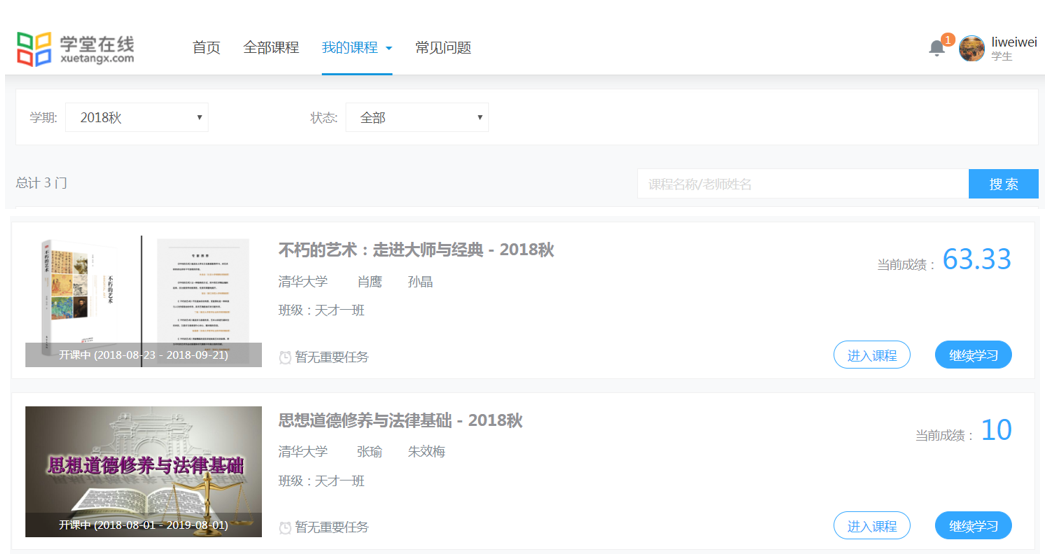 学堂在线
xuetangx.com
首页 全部课程 我的课程 常见问题
1
liweiwei
学生
学期: 2018秋 状态: 全部
总计 3 门
课程名称/老师姓名 搜 索
不朽的艺术：走进大师与经典 - 2018秋
当前成绩： 63.33
清华大学 肖鹰 孙晶
班级：天才一班
不朽的艺术
开课中 (2018-08-23 - 2018-09-21)
暂无重要任务
进入课程 继续学习
思想道德修养与法律基础 - 2018秋
当前成绩： 10
清华大学 张瑜 朱效梅
班级：天才一班
思想道德修养与法律基础
开课中 (2018-08-01 - 2019-08-01)
暂无重要任务
进入课程 继续学习